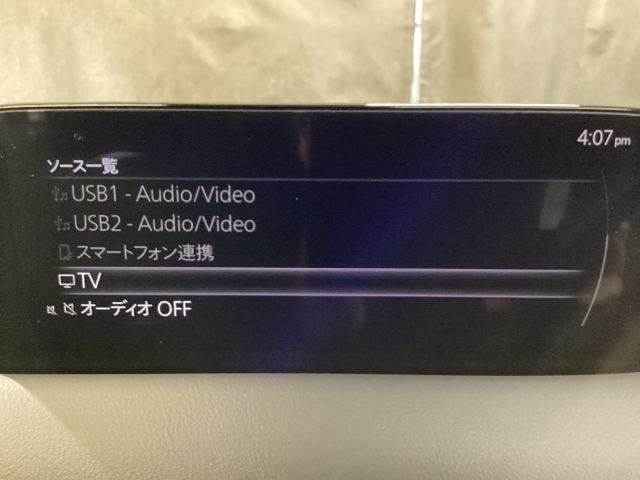 4:07 pm
ソース一覧
USB1 - Audio/Video
USB2 - Audio/Video
スマートフォン連携
TV
オーディオ OFF